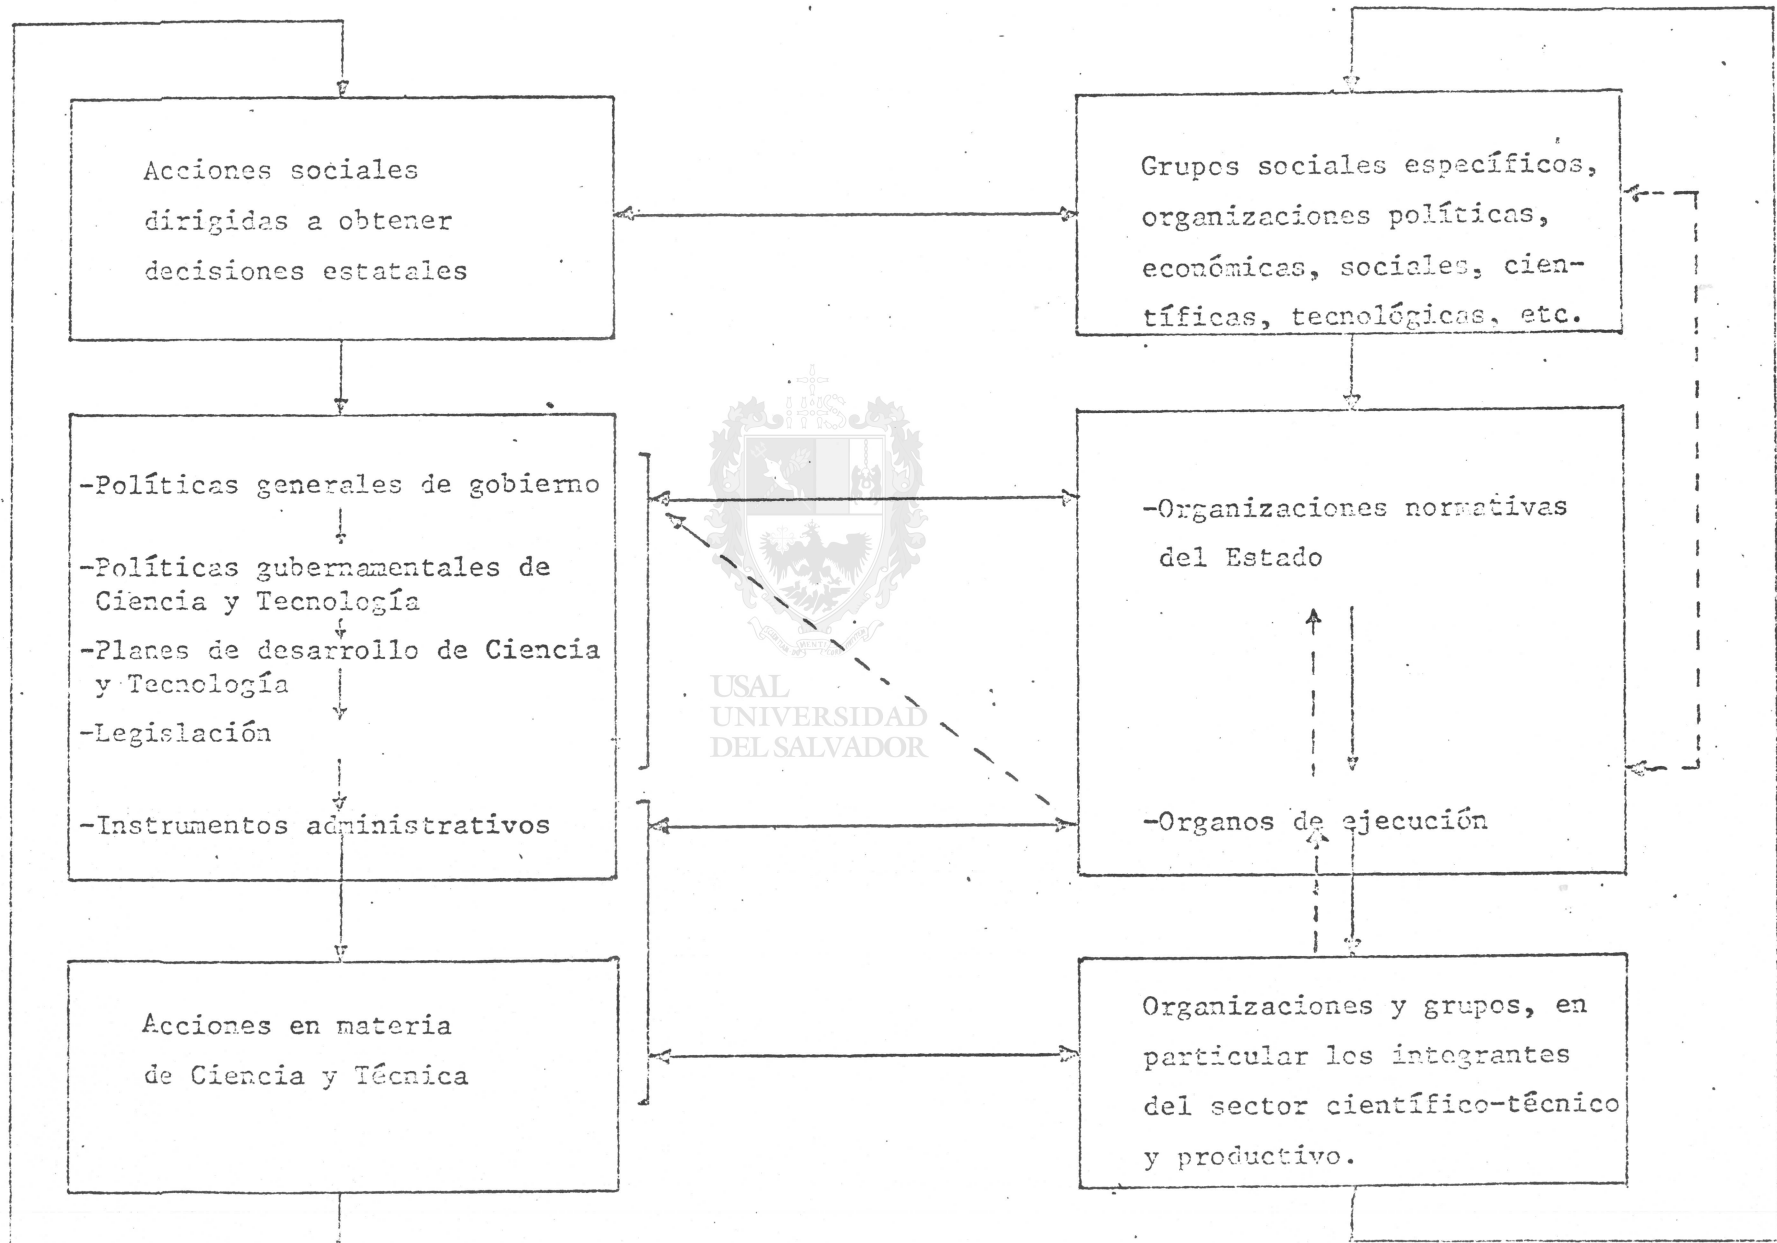 Acciones sociales
dirigidas a obtener
decisiones estatales
Grupos sociales específicos,
organizaciones políticas,
económicas, sociales, cien-
tíficas, tecnológicas, etc.
-Políticas generales de gobierno
-Políticas gubernamentales de
Ciencia y Tecnología
-Planes de desarrollo de Ciencia
y Tecnología
-Legislación
-Instrumentos administrativos
-Organizaciones normativas
del Estado
-Organos de ejecución
IHS
USAL
UNIVERSIDAD
DEL SALVADOR
Acciones en materia
de Ciencia y Técnica
Organizaciones y grupos, en
particular los integrantes
del sector científico-técnico
y productivo.